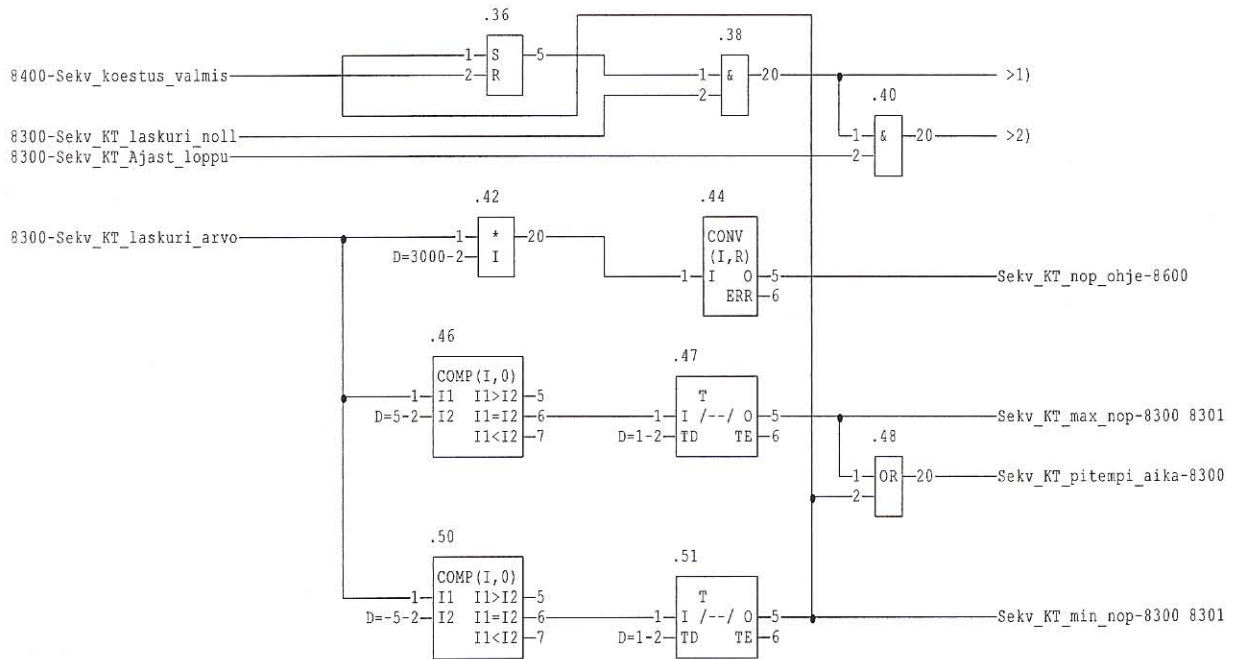 .36
.38
1 S 5
8400-Sekv_koestus_valmis 2 R
1 & 20 >1)
2
.40
8300-Sekv_KT_laskuri_noll
1 & 20 >2)
8300-Sekv_KT_Ajast_loppu 2
.42 .44
8300-Sekv_KT_laskuri_arvo 1 * 20
D=3000-2 I
CONV
(I,R)
1 I O 5 Sekv_KT_nop_ohje-8600
ERR 6
.46 .47
COMP(I,0) T
1 I1 I1>I2 5
D=5-2 I2 I1=I2 6
I1<I2 7
1 I /--/ O 5 Sekv_KT_max_nop-8300 8301
D=1-2 TD TE 6
.48
1 OR 20 Sekv_KT_pitempi_aika-8300
2
.50 .51
COMP(I,0) T
1 I1 I1>I2 5
D=-5-2 I2 I1=I2 6
I1<I2 7
1 I /--/ O 5 Sekv_KT_min_nop-8300 8301
D=1-2 TD TE 6